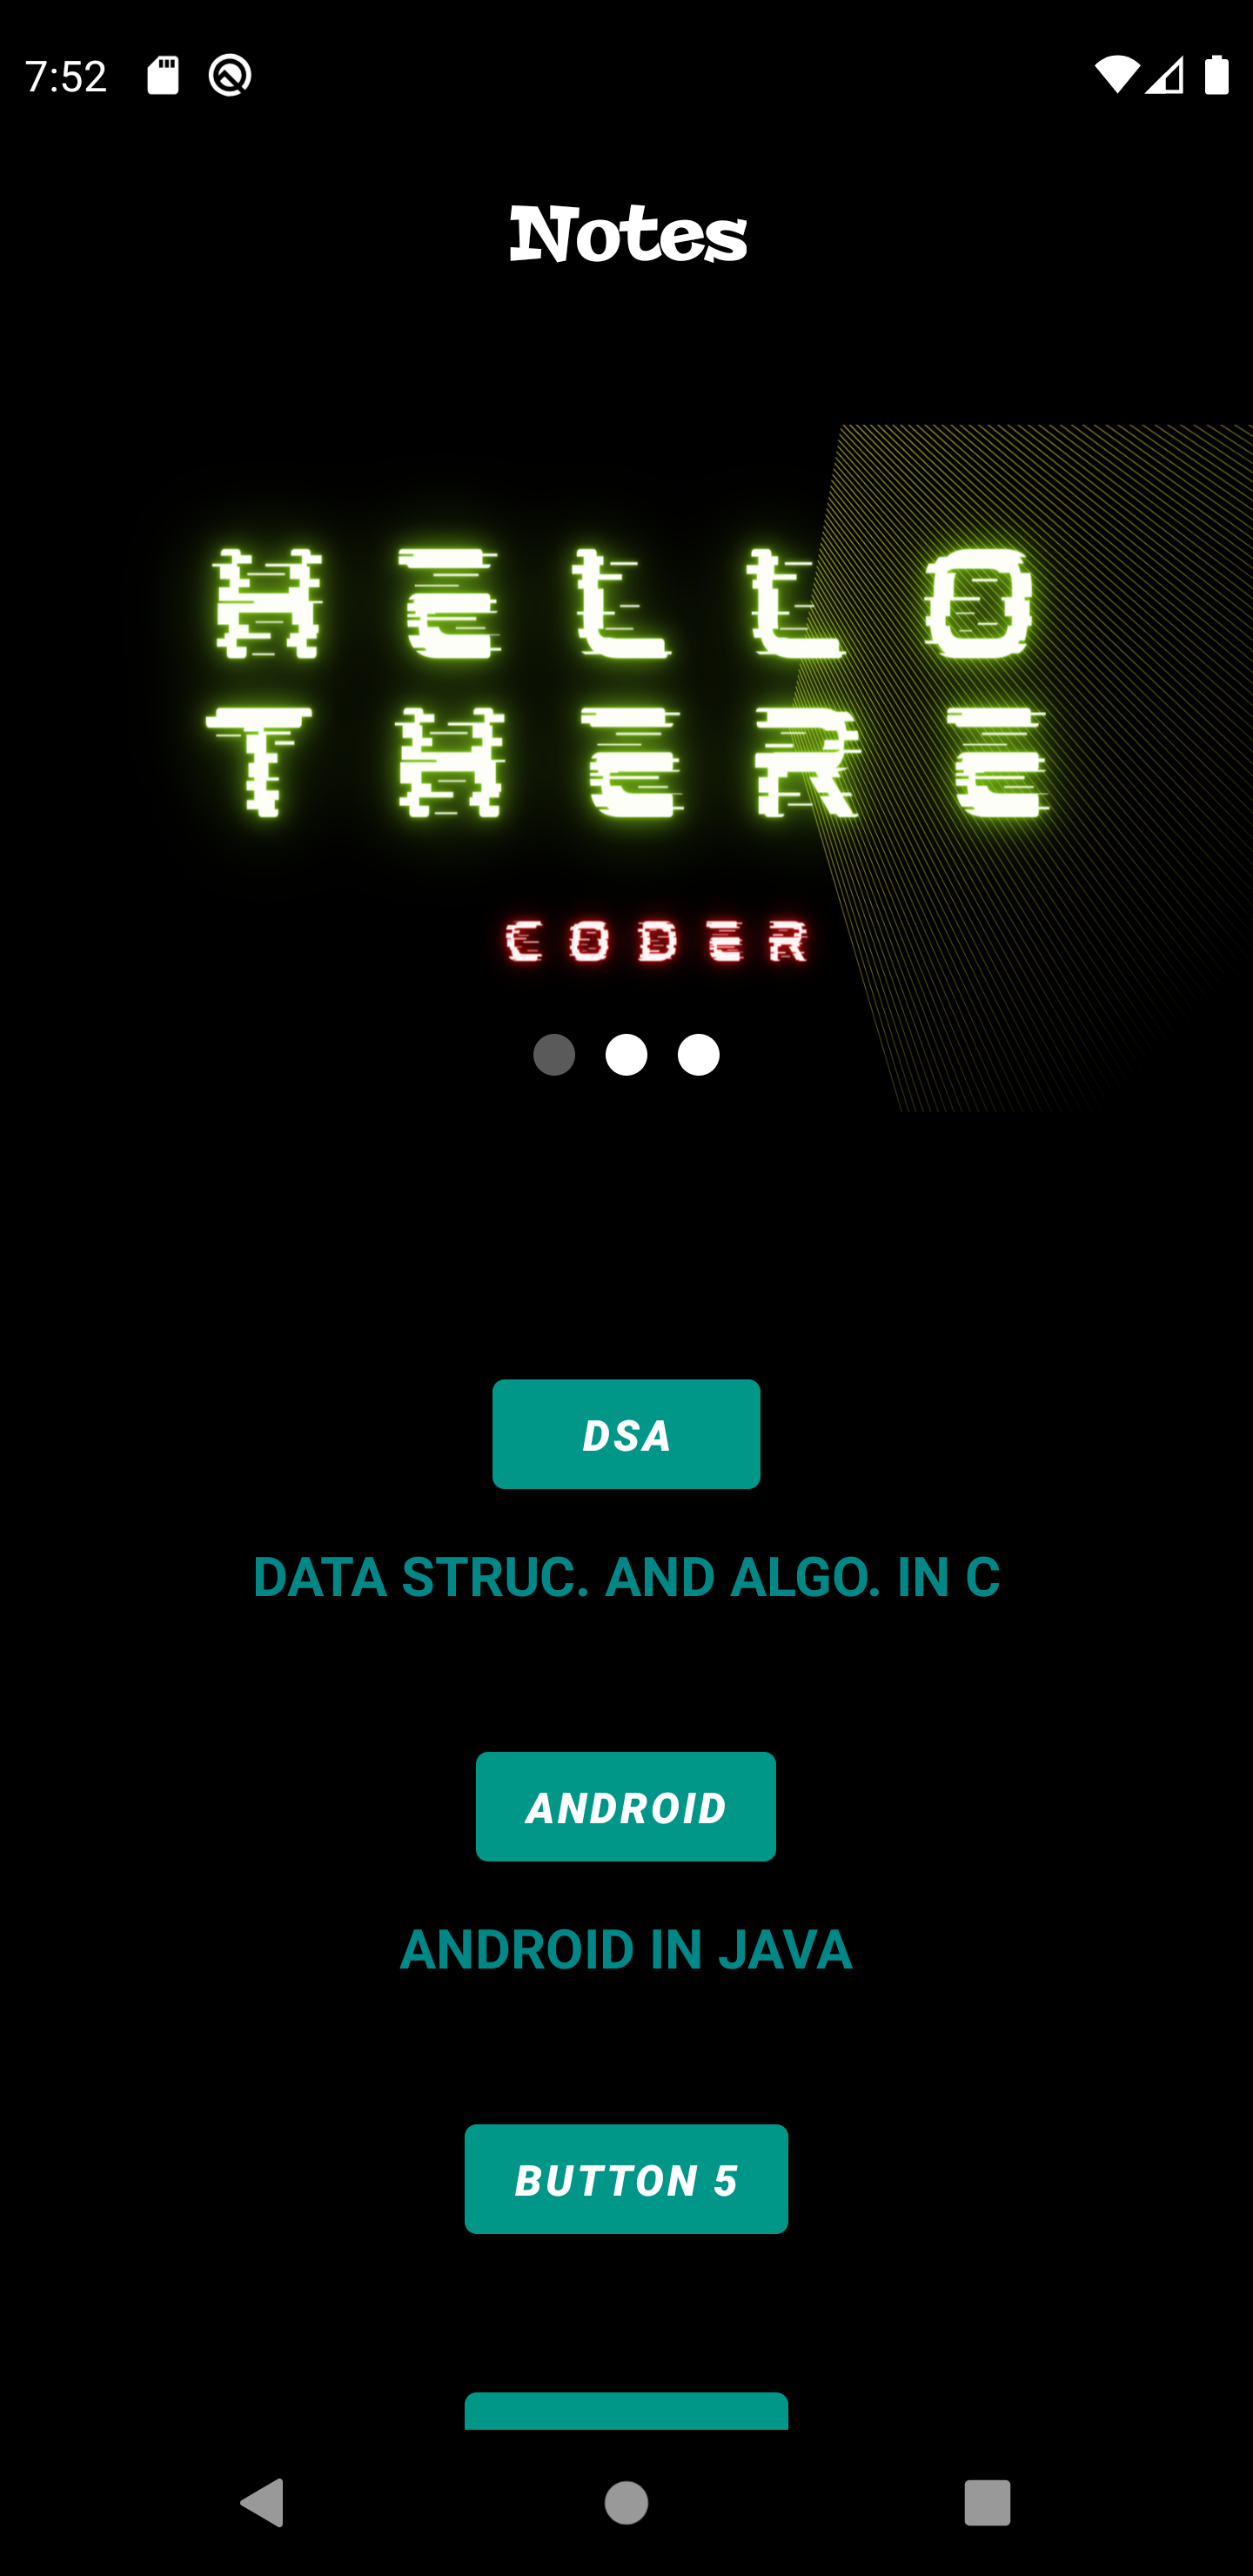 7:52
Notes
HELLO
THERE
CODER
DSA
DATA STRUC. AND ALGO. IN C
ANDROID
ANDROID IN JAVA
BUTTON 5